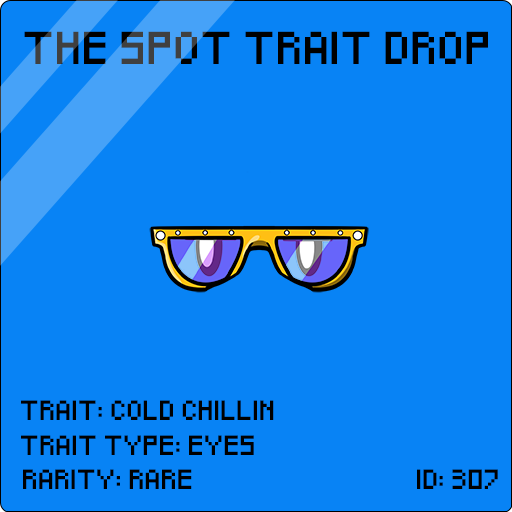 THE SPOT TRAIT DROP
TRAIT: COLD CHILLIN
TRAIT TYPE: EYES
RARITY: RARE
ID: 307